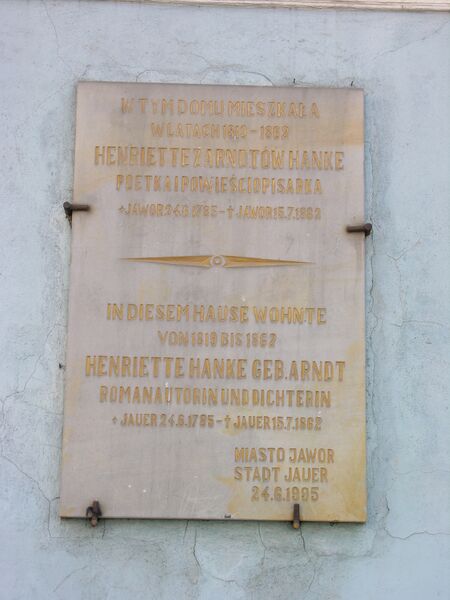 W TYM DOMU MIESZKAŁA
W LATACH 1819 - 1862
HENRIETTE Z ARNDTÓW HANKE
POETKA I POWIEŚCIOPISARKA
+ JAWOR 24.6.1785 - † JAWOR 15.7.1862
IN DIESEM HAUSE WOHNTE
VON 1819 BIS 1862
HENRIETTE HANKE GEB. ARNDT
ROMANAUTORIN UND DICHTERIN
+ JAUER 24.6.1785 - † JAUER 15.7.1862
MIASTO JAWOR
STADT JAUER
24.6.1995